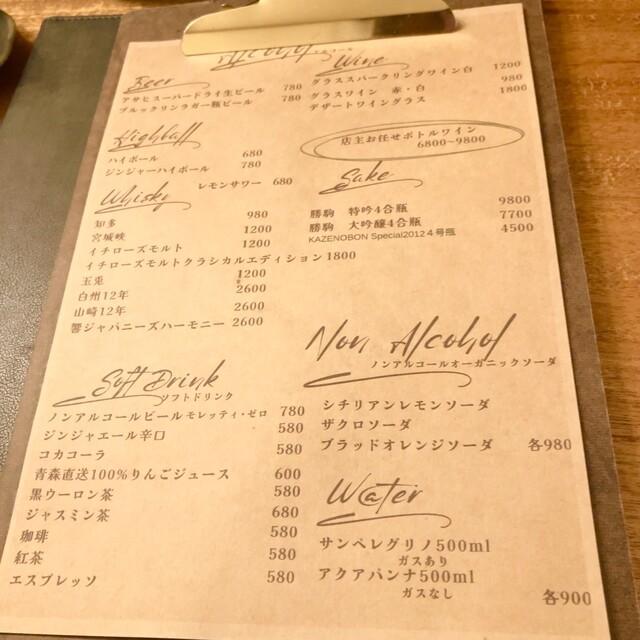 Alcohol
Beer
アサヒスーパードライ生ビール 780
ブルックリンラガー瓶ビール 780
Highball
ハイボール 680
ジンジャーハイボール 780
レモンサワー 680
Whisky
知多 980
宮城峡 1200
イチローズモルト 1200
イチローズモルトクラシカルエディション 1800
玉兎 1200
白州12年 2600
山崎12年 2600
響ジャパニーズハーモニー 2600
Wine
グラススパークリングワイン白 1200
グラスワイン 赤・白 980
デザートワイングラス 1800
店主お任せボトルワイン
6800~9800
Sake
勝駒 特吟4合瓶 9800
勝駒 大吟醸4合瓶 7700
KAZENOBON Special2012 4号瓶 4500
Soft Drink
ソフトドリンク
ノンアルコールビールモレッティ・ゼロ 780
ジンジャエール辛口 580
コカコーラ 580
青森直送100%りんごジュース 600
黒ウーロン茶 580
ジャスミン茶 680
珈琲 580
紅茶 580
エスプレッソ 580
Non Alcohol
ノンアルコールオーガニックソーダ
シチリアンレモンソーダ
ザクロソーダ
ブラッドオレンジソーダ 各980
Water
サンペレグリノ500ml
ガスあり
アクアパンナ500ml
ガスなし 各900